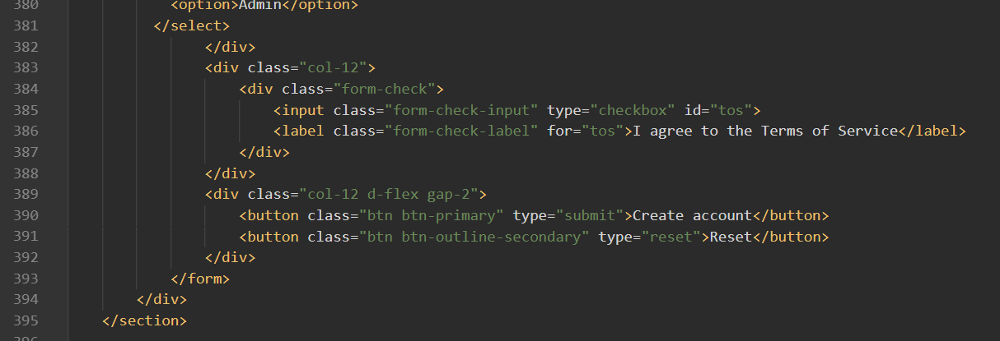 380 <option>Admin</option>
381 </select>
382 </div>
383 <div class="col-12">
384 <div class="form-check">
385 <input class="form-check-input" type="checkbox" id="tos">
386 <label class="form-check-label" for="tos">I agree to the Terms of Service</label>
387 </div>
388 </div>
389 <div class="col-12 d-flex gap-2">
390 <button class="btn btn-primary" type="submit">Create account</button>
391 <button class="btn btn-outline-secondary" type="reset">Reset</button>
392 </div>
393 </form>
394 </div>
395 </section>